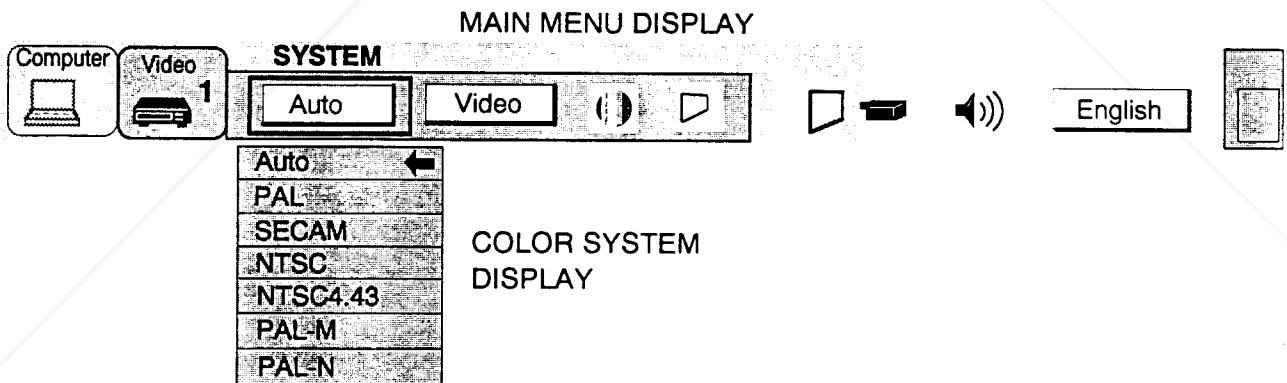 MAIN MENU DISPLAY
Computer
Video
1
SYSTEM
Auto
Video
English
Auto
PAL
SECAM
NTSC
NTSC4.43
PAL-M
PAL-N
COLOR SYSTEM
DISPLAY